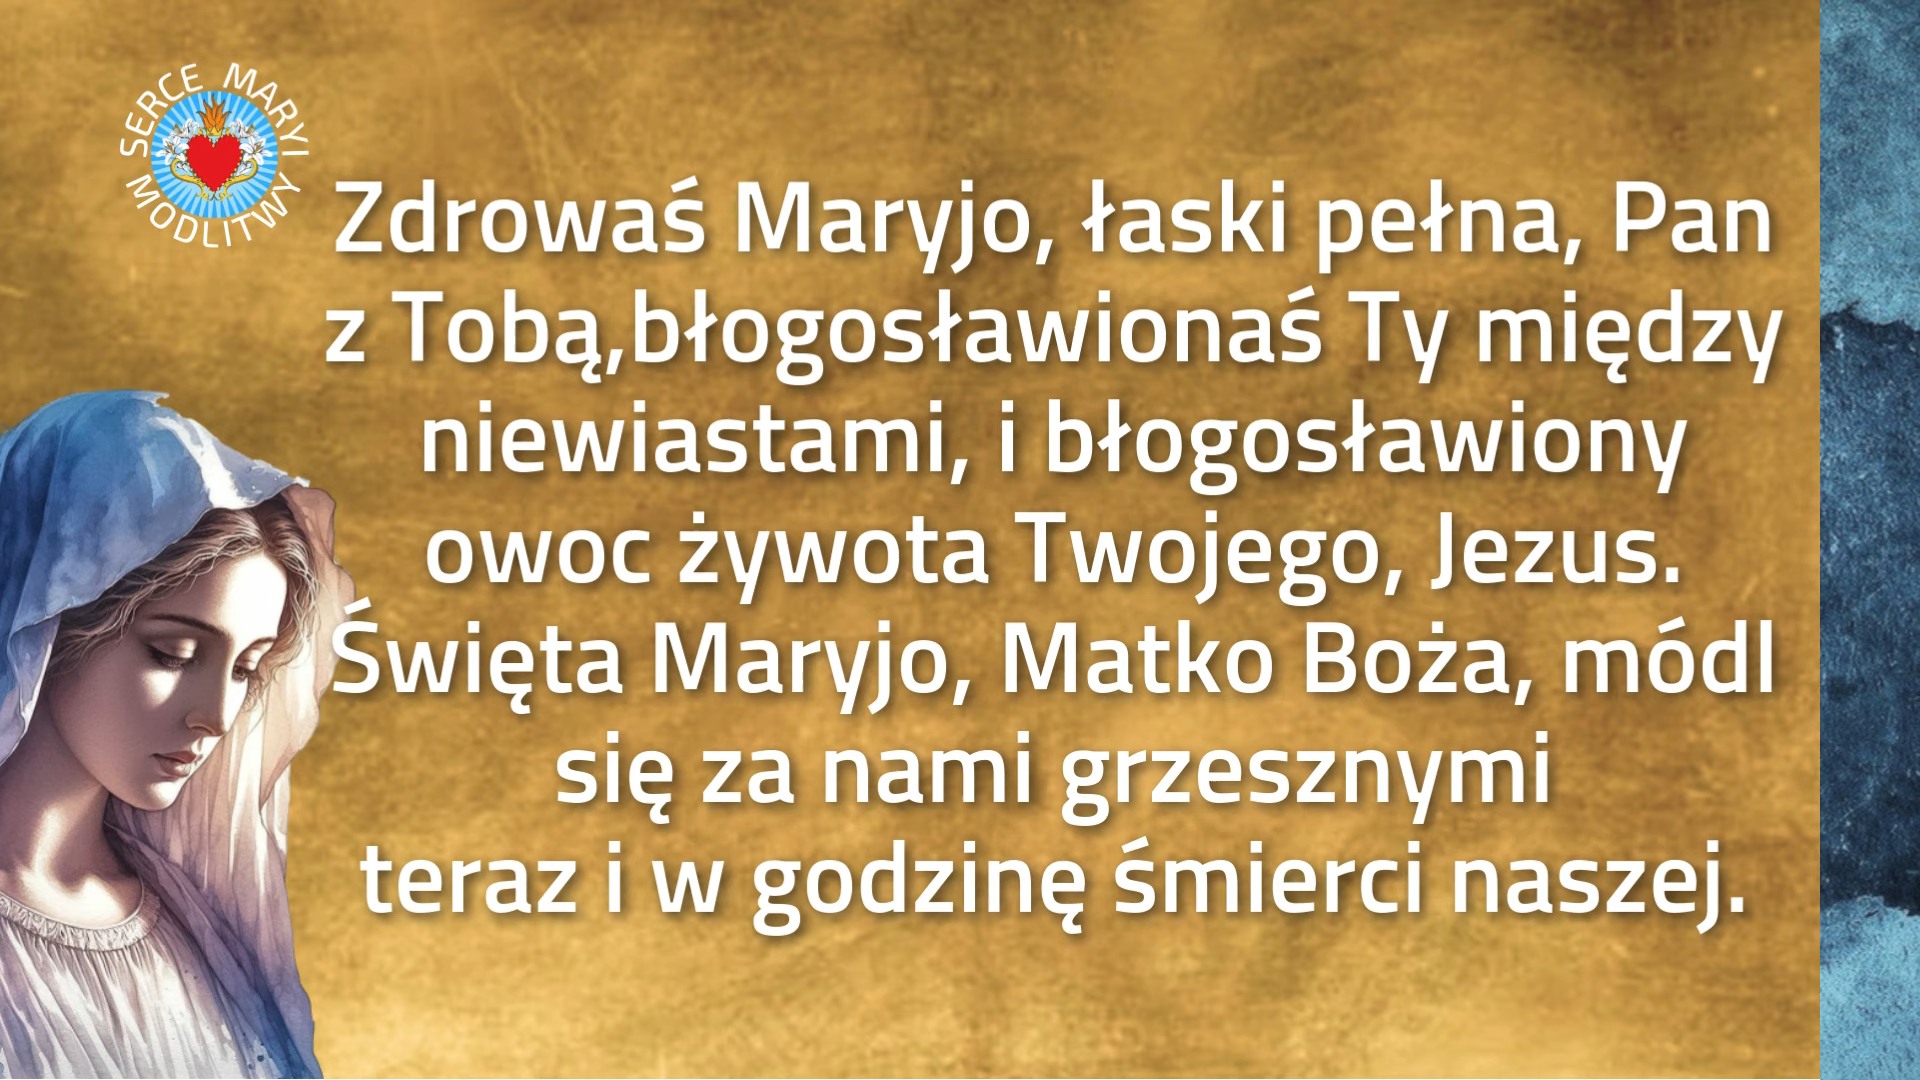 SERCE MARYI
MODLITWY
Zdrowaś Maryjo, łaski pełna, Pan
z Tobą,błogosławionaś Ty między
niewiastami, i błogosławiony
owoc żywota Twojego, Jezus.
Święta Maryjo, Matko Boża, módl
się za nami grzesznymi
teraz i w godzinę śmierci naszej.